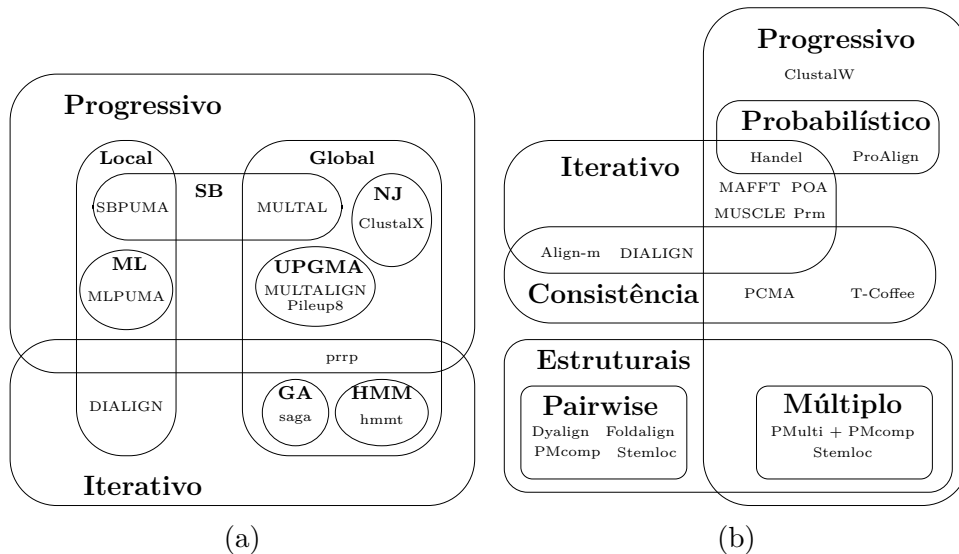 Progressivo
Local
Global
SB
NJ
SBPUMA
MULTAL
ClustalX
ML
UPGMA
MLPUMA
MULTALIGN
Pileup8
prrp
GA
HMM
DIALIGN
saga
hmmt
Iterativo
(a)
Progressivo
ClustalW
Probabilístico
Handel
ProAlign
Iterativo
MAFFT POA
MUSCLE Prm
Align-m
DIALIGN
Consistência
PCMA
T-Coffee
Estruturais
Pairwise
Dyalign Foldalign
PMcomp Stemloc
Múltiplo
PMulti + PMcomp
Stemloc
(b)